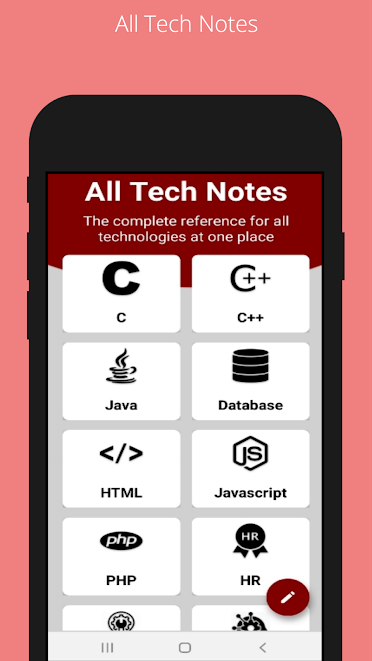 All Tech Notes
All Tech Notes
The complete reference for all
technologies at one place
C
C++
C
C++
Java
Database
</>
JS
HTML
Javascript
php
HR
PHP
HR